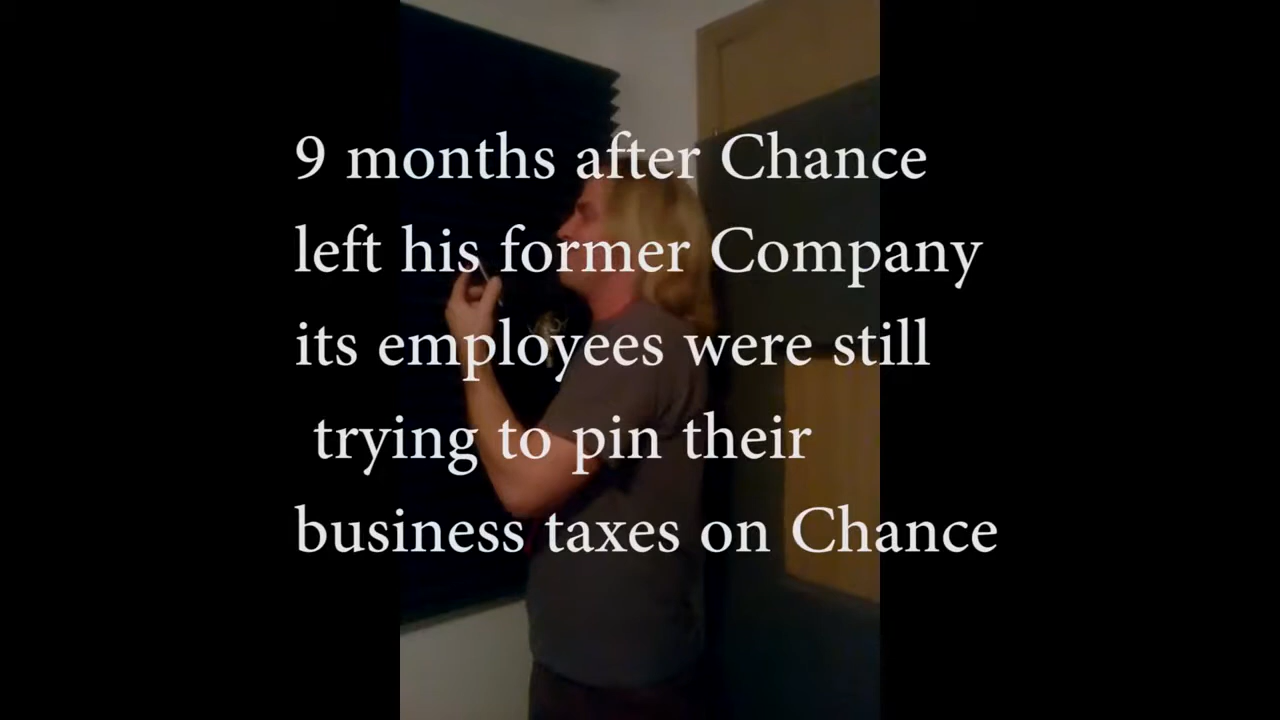 9 months after Chance
left his former Company
its employees were still
trying to pin their
business taxes on Chance